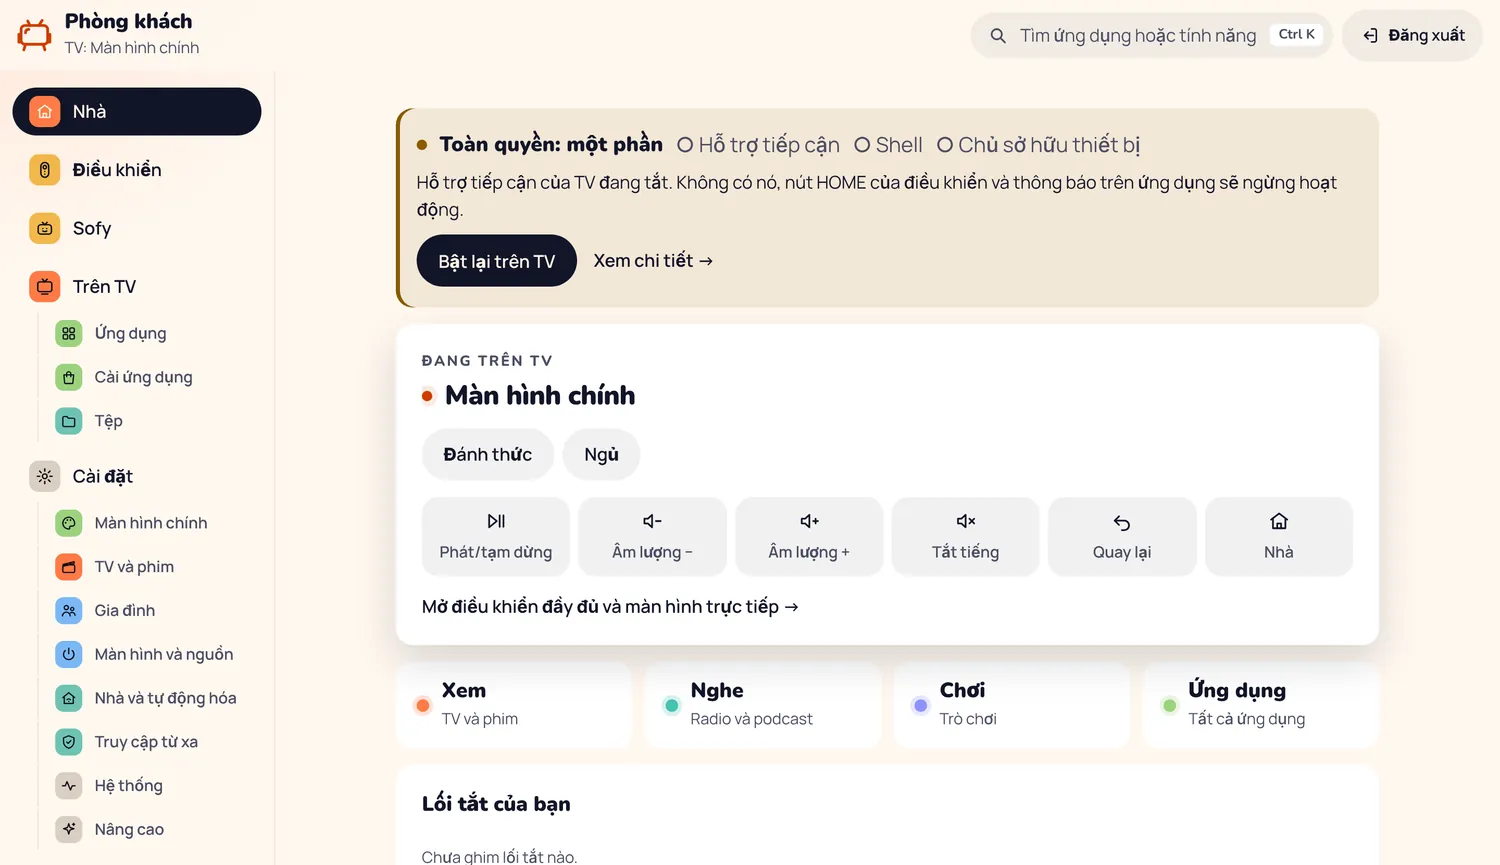 Phòng khách
TV: Màn hình chính
Tìm ứng dụng hoặc tính năng
Ctrl K
Đăng xuất
Nhà
Điều khiển
Sofy
Trên TV
Ứng dụng
Cài ứng dụng
Tệp
Cài đặt
Màn hình chính
TV và phim
Gia đình
Màn hình và nguồn
Nhà và tự động hóa
Truy cập từ xa
Hệ thống
Nâng cao
Toàn quyền: một phần
Hỗ trợ tiếp cận
Shell
Chủ sở hữu thiết bị
Hỗ trợ tiếp cận của TV đang tắt. Không có nó, nút HOME của điều khiển và thông báo trên ứng dụng sẽ ngừng hoạt
động.
Bật lại trên TV
Xem chi tiết →
ĐANG TRÊN TV
Màn hình chính
Đánh thức
Ngủ
Phát/tạm dừng
Âm lượng −
Âm lượng +
Tắt tiếng
Quay lại
Nhà
Mở điều khiển đầy đủ và màn hình trực tiếp →
Xem
TV và phim
Nghe
Radio và podcast
Chơi
Trò chơi
Ứng dụng
Tất cả ứng dụng
Lối tắt của bạn
Chưa ghim lối tắt nào.